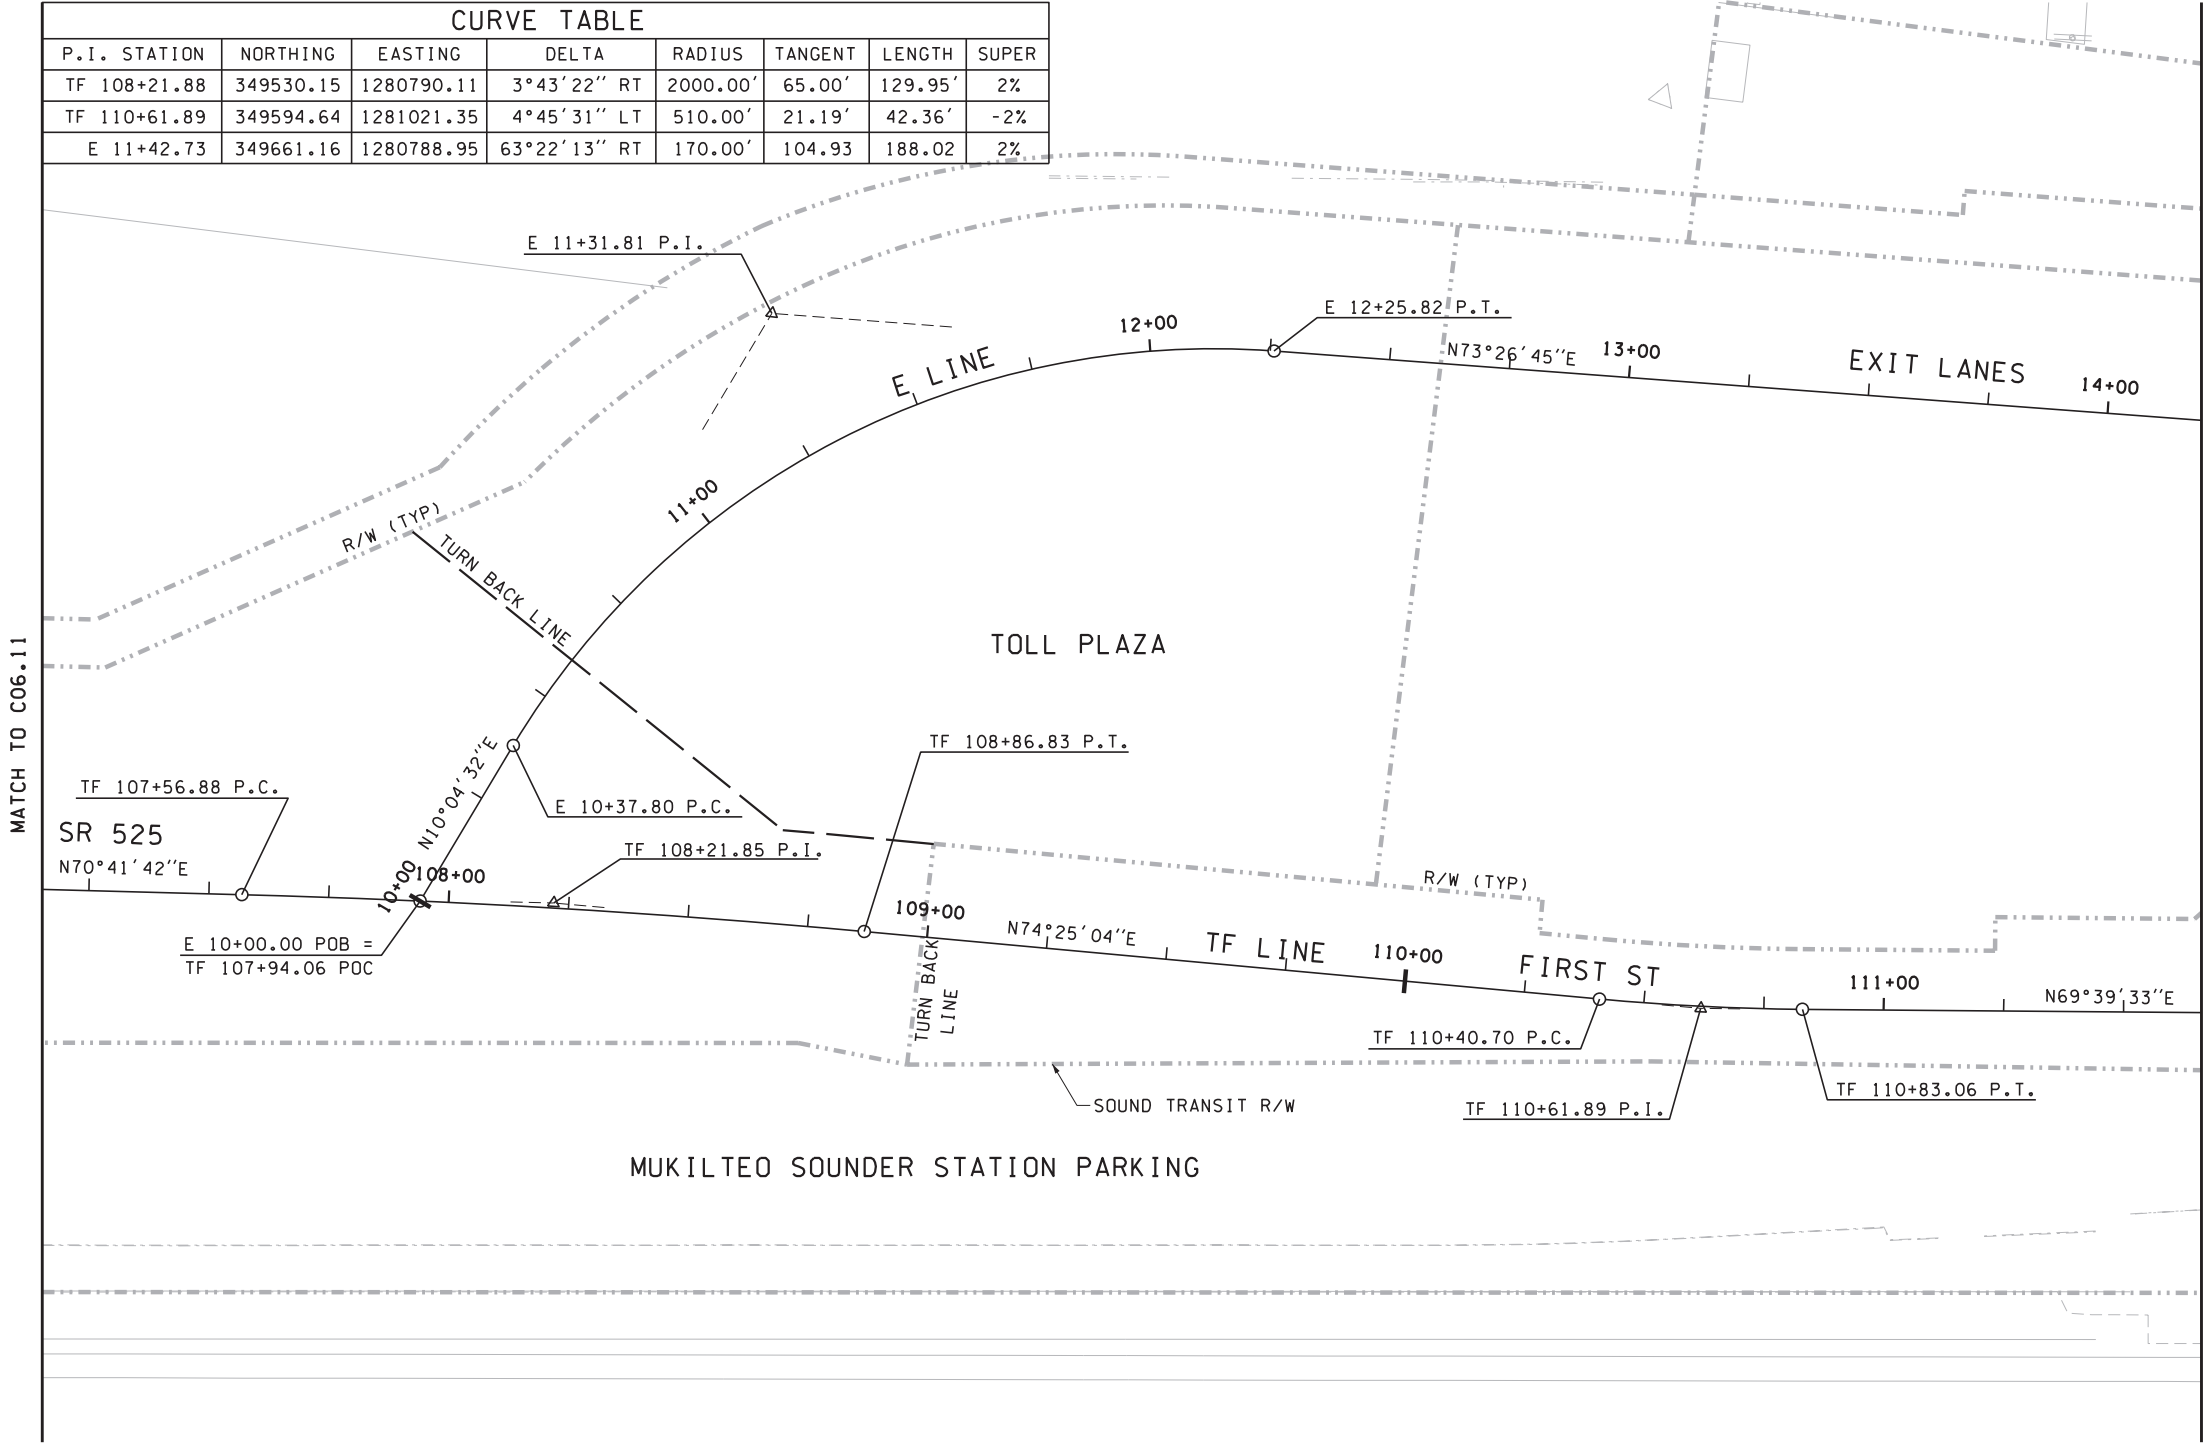 CURVE TABLE
P.I. STATION NORTHING EASTING DELTA RADIUS TANGENT LENGTH SUPER
TF 108+21.88 349530.15 1280790.11 3°43'22" RT 2000.00' 65.00' 129.95' 2%
TF 110+61.89 349594.64 1281021.35 4°45'31" LT 510.00' 21.19' 42.36' -2%
E 11+42.73 349661.16 1280788.95 63°22'13" RT 170.00' 104.93 188.02 2%
E 11+31.81 P.I.
E 12+25.82 P.T.
12+00
E LINE
N73°26'45"E
13+00
EXIT LANES
14+00
11+00
R/W (TYP)
TURN BACK LINE
TOLL PLAZA
MATCH TO C06.11
TF 108+86.83 P.T.
N10°04'32"E
TF 107+56.88 P.C.
E 10+37.80 P.C.
SR 525
TF 108+21.85 P.I.
N70°41'42"E
10+00
108+00
R/W (TYP)
109+00
N74°25'04"E
TF LINE
110+00
FIRST ST
111+00
N69°39'33"E
E 10+00.00 POB =
TF 107+94.06 POC
TURN BACK
LINE
TF 110+40.70 P.C.
TF 110+83.06 P.T.
SOUND TRANSIT R/W
TF 110+61.89 P.I.
MUKILTEO SOUNDER STATION PARKING